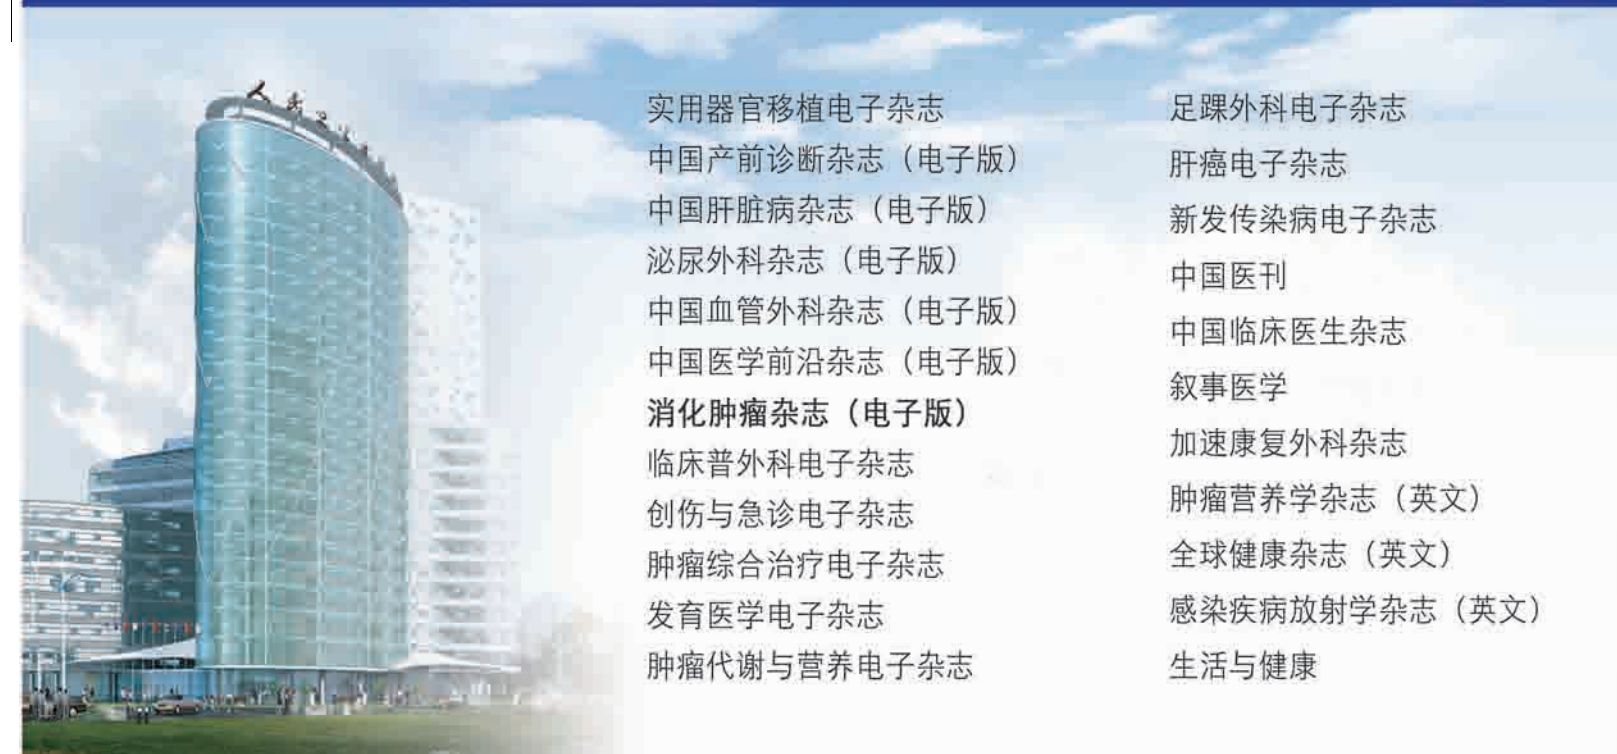 实用器官移植电子杂志
中国产前诊断杂志（电子版）
中国肝脏病杂志（电子版）
泌尿外科杂志（电子版）
中国血管外科杂志（电子版）
中国医学前沿杂志（电子版）
消化肿瘤杂志（电子版）
临床普外科电子杂志
创伤与急诊电子杂志
肿瘤综合治疗电子杂志
发育医学电子杂志
肿瘤代谢与营养电子杂志
足踝外科电子杂志
肝癌电子杂志
新发传染病电子杂志
中国医刊
中国临床医生杂志
叙事医学
加速康复外科杂志
肿瘤营养学杂志（英文）
全球健康杂志（英文）
感染疾病放射学杂志（英文）
生活与健康